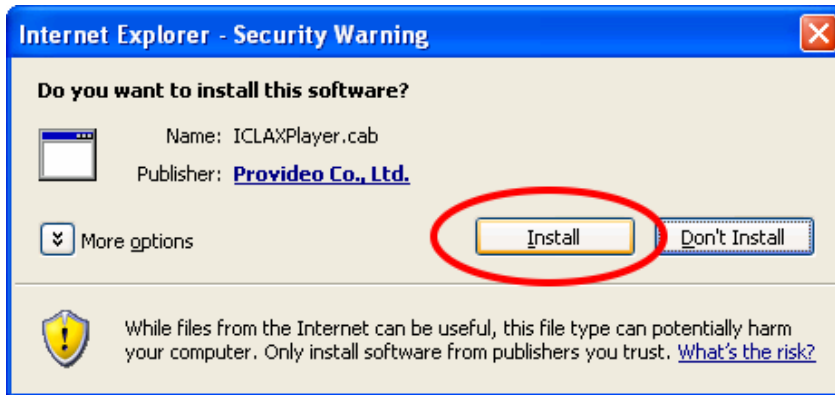 Internet Explorer - Security Warning
Do you want to install this software?
Name: ICLAXPlayer.cab
Publisher: Provideo Co., Ltd.
More options
Install
Don't Install
While files from the Internet can be useful, this file type can potentially harm
your computer. Only install software from publishers you trust. What's the risk?